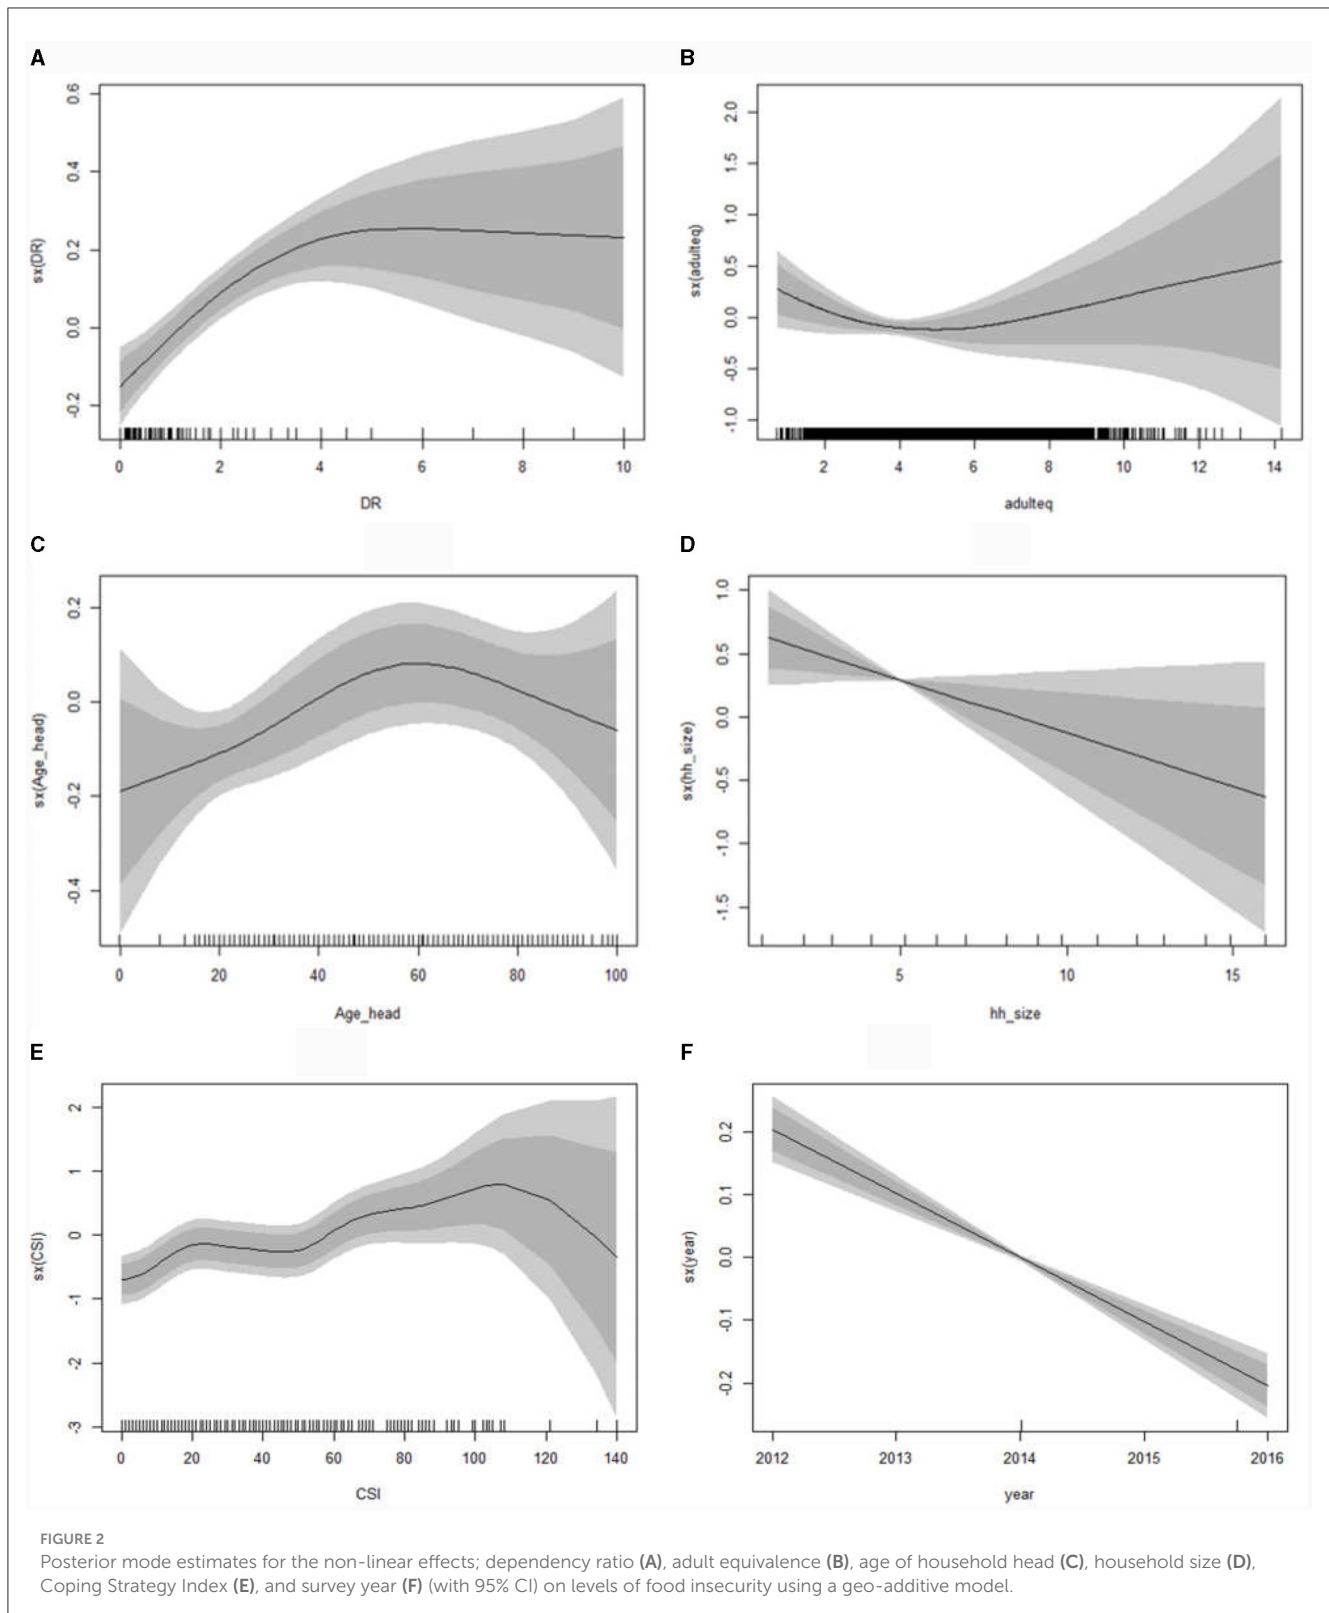 A
0.6
0.4
0.2
0.0
-0.2
sx(DR)
0 2 4 6 8 10
DR
B
2.0
1.5
1.0
0.5
0.0
-0.5
-1.0
sx(adulteq)
2 4 6 8 10 12 14
adulteq
C
0.2
0.0
-0.2
-0.4
sx(Age_head)
0 20 40 60 80 100
Age_head
D
1.0
0.5
0.0
-0.5
-1.0
-1.5
sx(hh_size)
5 10 15
hh_size
E
2
1
0
-1
-2
-3
sx(CSI)
0 20 40 60 80 100 120 140
CSI
F
0.2
0.1
0.0
-0.1
-0.2
sx(year)
2012 2013 2014 2015 2016
year
FIGURE 2
Posterior mode estimates for the non-linear effects; dependency ratio (A), adult equivalence (B), age of household head (C), household size (D),
Coping Strategy Index (E), and survey year (F) (with 95% CI) on levels of food insecurity using a geo-additive model.